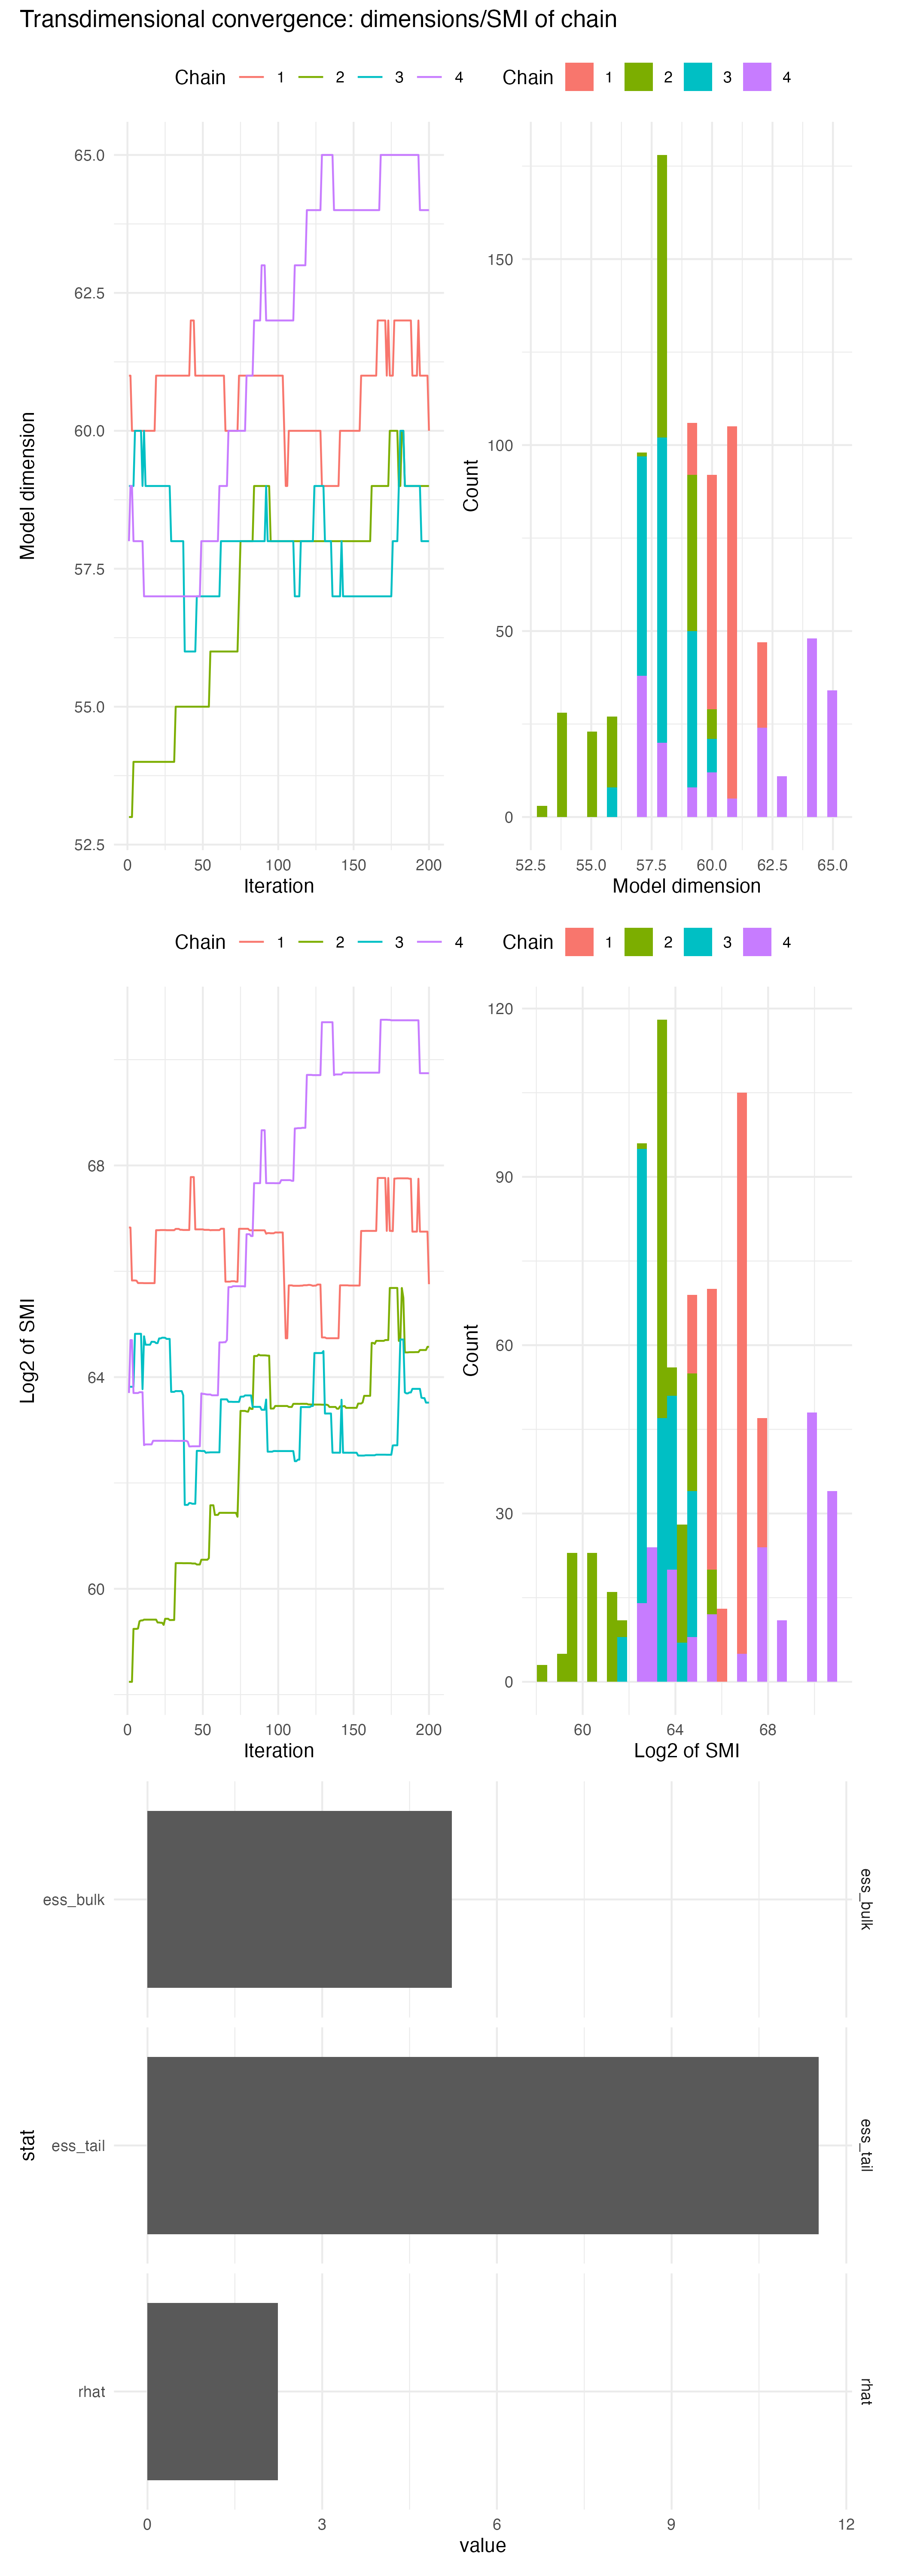 Transdimensional convergence: dimensions/SMI of chain
Chain 1 2 3 4 Chain 1 2 3 4
65.0
62.5
60.0
57.5
55.0
52.5
Model dimension
0 50 100 150 200
Iteration
150
100
50
0
Count
52.5 55.0 57.5 60.0 62.5 65.0
Model dimension
Chain 1 2 3 4 Chain 1 2 3 4
68
64
60
Log2 of SMI
0 50 100 150 200
Iteration
120
90
60
30
0
Count
60 64 68
Log2 of SMI
ess_bulk ess_bulk
stat
ess_tail ess_tail
rhat rhat
0 3 6 9 12
value